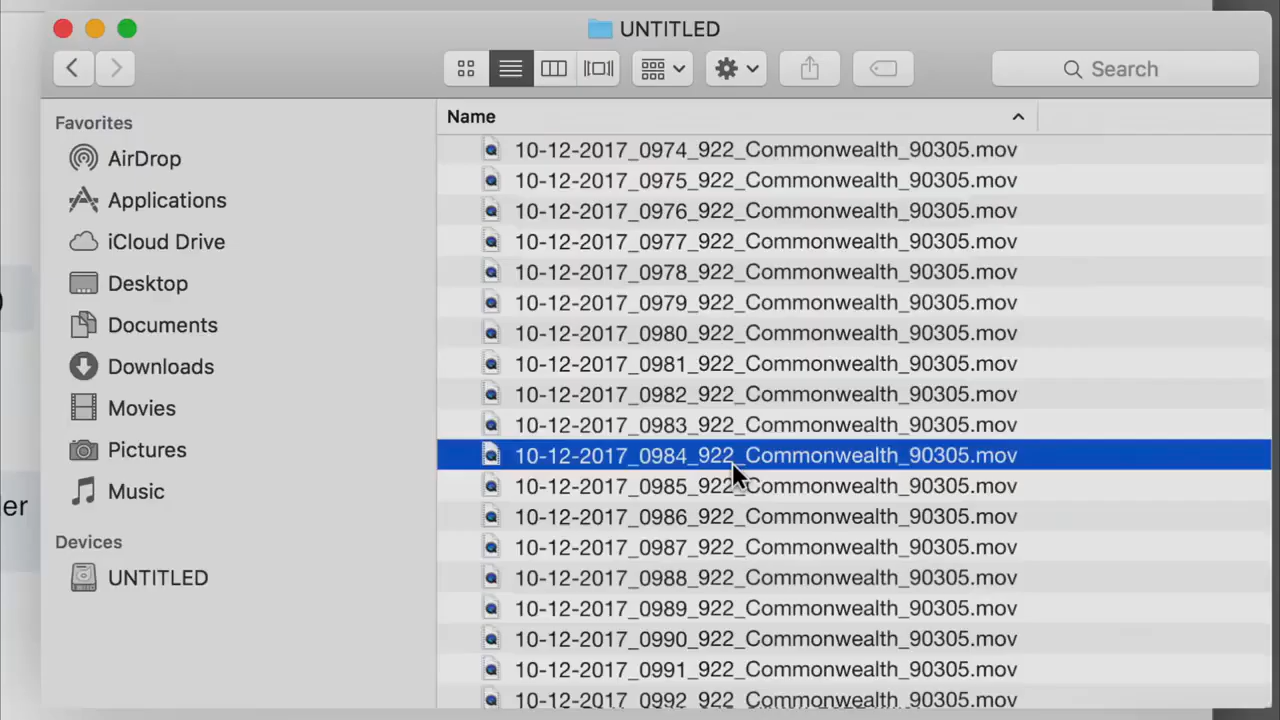 UNTITLED
Search
Favorites
AirDrop
Applications
iCloud Drive
Desktop
Documents
Downloads
Movies
Pictures
Music
Devices
UNTITLED
er
Name
10-12-2017_0974_922_Commonwealth_90305.mov
10-12-2017_0975_922_Commonwealth_90305.mov
10-12-2017_0976_922_Commonwealth_90305.mov
10-12-2017_0977_922_Commonwealth_90305.mov
10-12-2017_0978_922_Commonwealth_90305.mov
10-12-2017_0979_922_Commonwealth_90305.mov
10-12-2017_0980_922_Commonwealth_90305.mov
10-12-2017_0981_922_Commonwealth_90305.mov
10-12-2017_0982_922_Commonwealth_90305.mov
10-12-2017_0983_922_Commonwealth_90305.mov
10-12-2017_0984_922_Commonwealth_90305.mov
10-12-2017_0985_922_Commonwealth_90305.mov
10-12-2017_0986_922_Commonwealth_90305.mov
10-12-2017_0987_922_Commonwealth_90305.mov
10-12-2017_0988_922_Commonwealth_90305.mov
10-12-2017_0989_922_Commonwealth_90305.mov
10-12-2017_0990_922_Commonwealth_90305.mov
10-12-2017_0991_922_Commonwealth_90305.mov
10-12-2017_0992_922_Commonwealth_90305.mov